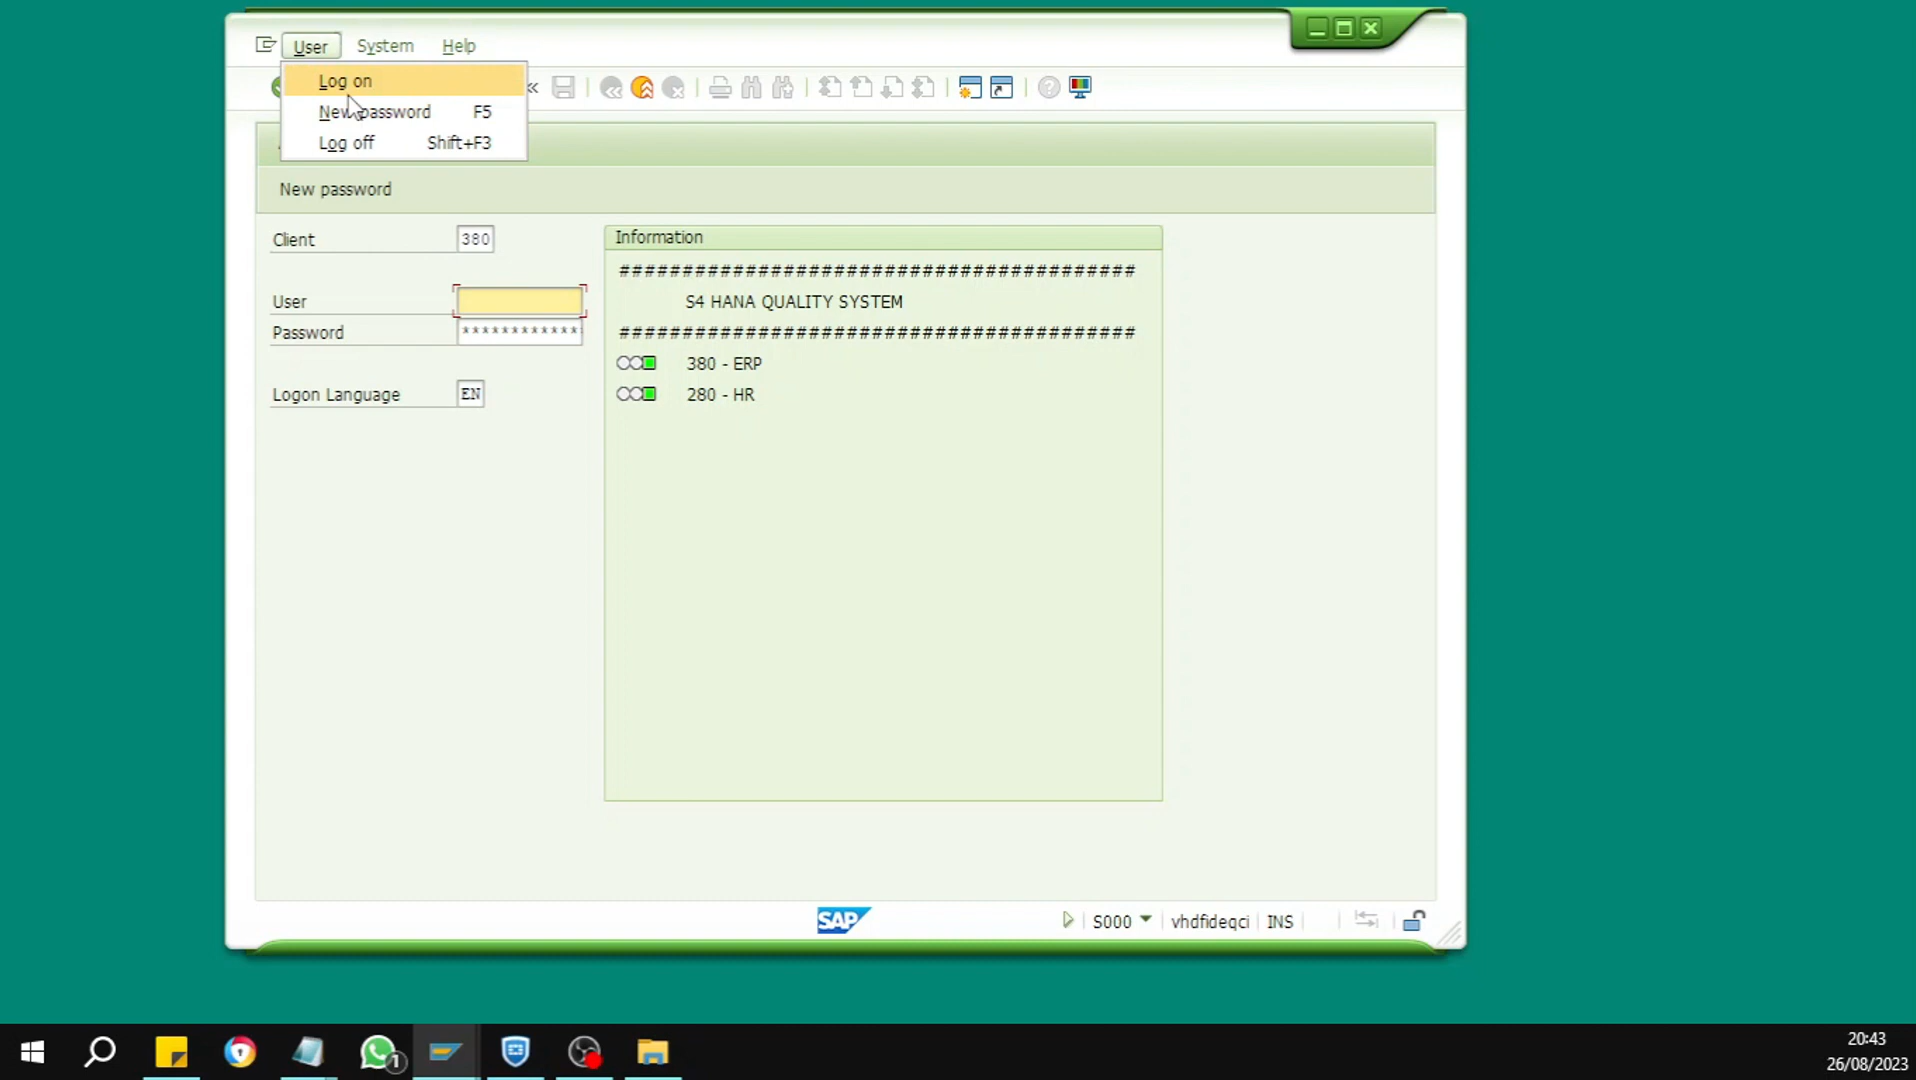 User System Help
Log on
New password F5
Log off Shift+F3
New password
Client 380
User
Password ************
Logon Language EN
Information
#########################################
S4 HANA QUALITY SYSTEM
#########################################
380 - ERP
280 - HR
SAP
S000 vhdfideqci INS
1
20:43
26/08/2023